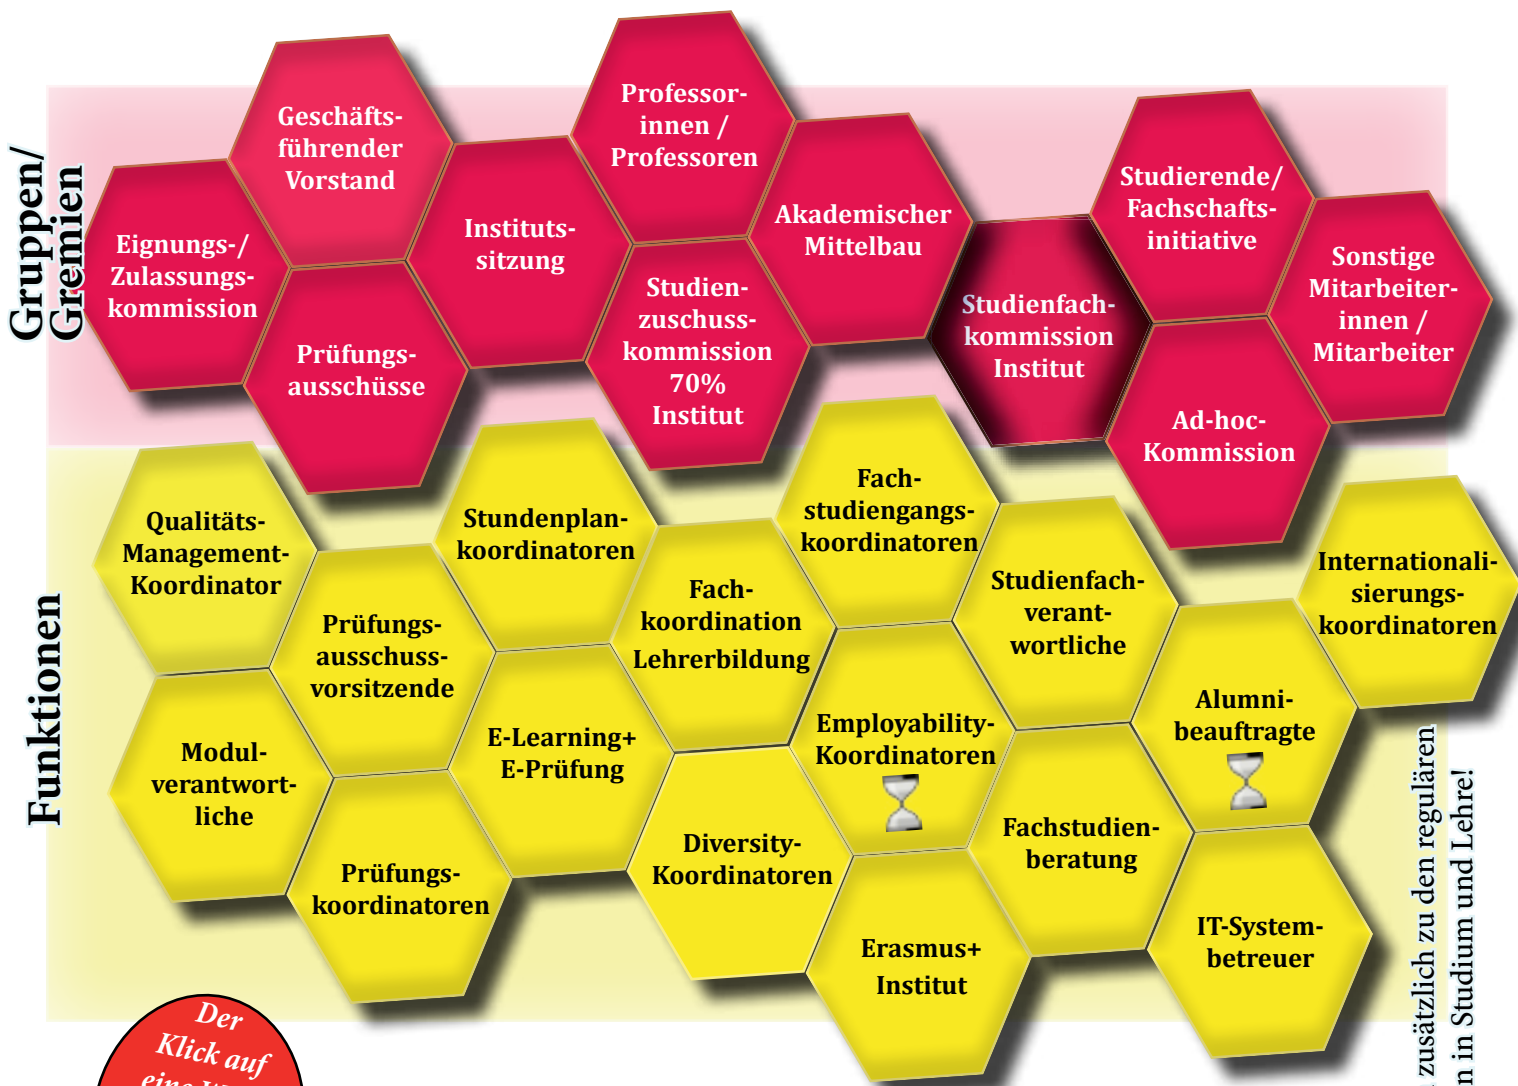 Gruppen/
Gremien
Geschäfts-
führender
Vorstand
Professor-
innen /
Professoren
Eignungs-/
Zulassungs-
kommission
Instituts-
sitzung
Akademischer
Mittelbau
Studierende/
Fachschafts-
initiative
Sonstige
Mitarbeiter-
innen /
Mitarbeiter
Prüfungs-
ausschüsse
Studien-
zuschuss-
kommission
70%
Institut
Studienfach-
kommission
Institut
Ad-hoc-
Kommission
Funktionen
Qualitäts-
Management-
Koordinator
Stundenplan-
koordinatoren
Fach-
studiengangs-
koordinatoren
Internationali-
sierungs-
koordinatoren
Prüfungs-
ausschuss-
vorsitzende
Fach-
koordination
Lehrerbildung
Studienfach-
verant-
wortliche
Modul-
verantwort-
liche
E-Learning+
E-Prüfung
Employability-
Koordinatoren
Alumni-
beauftragte
Prüfungs-
koordinatoren
Diversity-
Koordinatoren
Fachstudien-
beratung
Erasmus+
Institut
IT-System-
betreuer
Der
Klick auf
eine
zusätzlich zu den regulären
in Studium und Lehre!